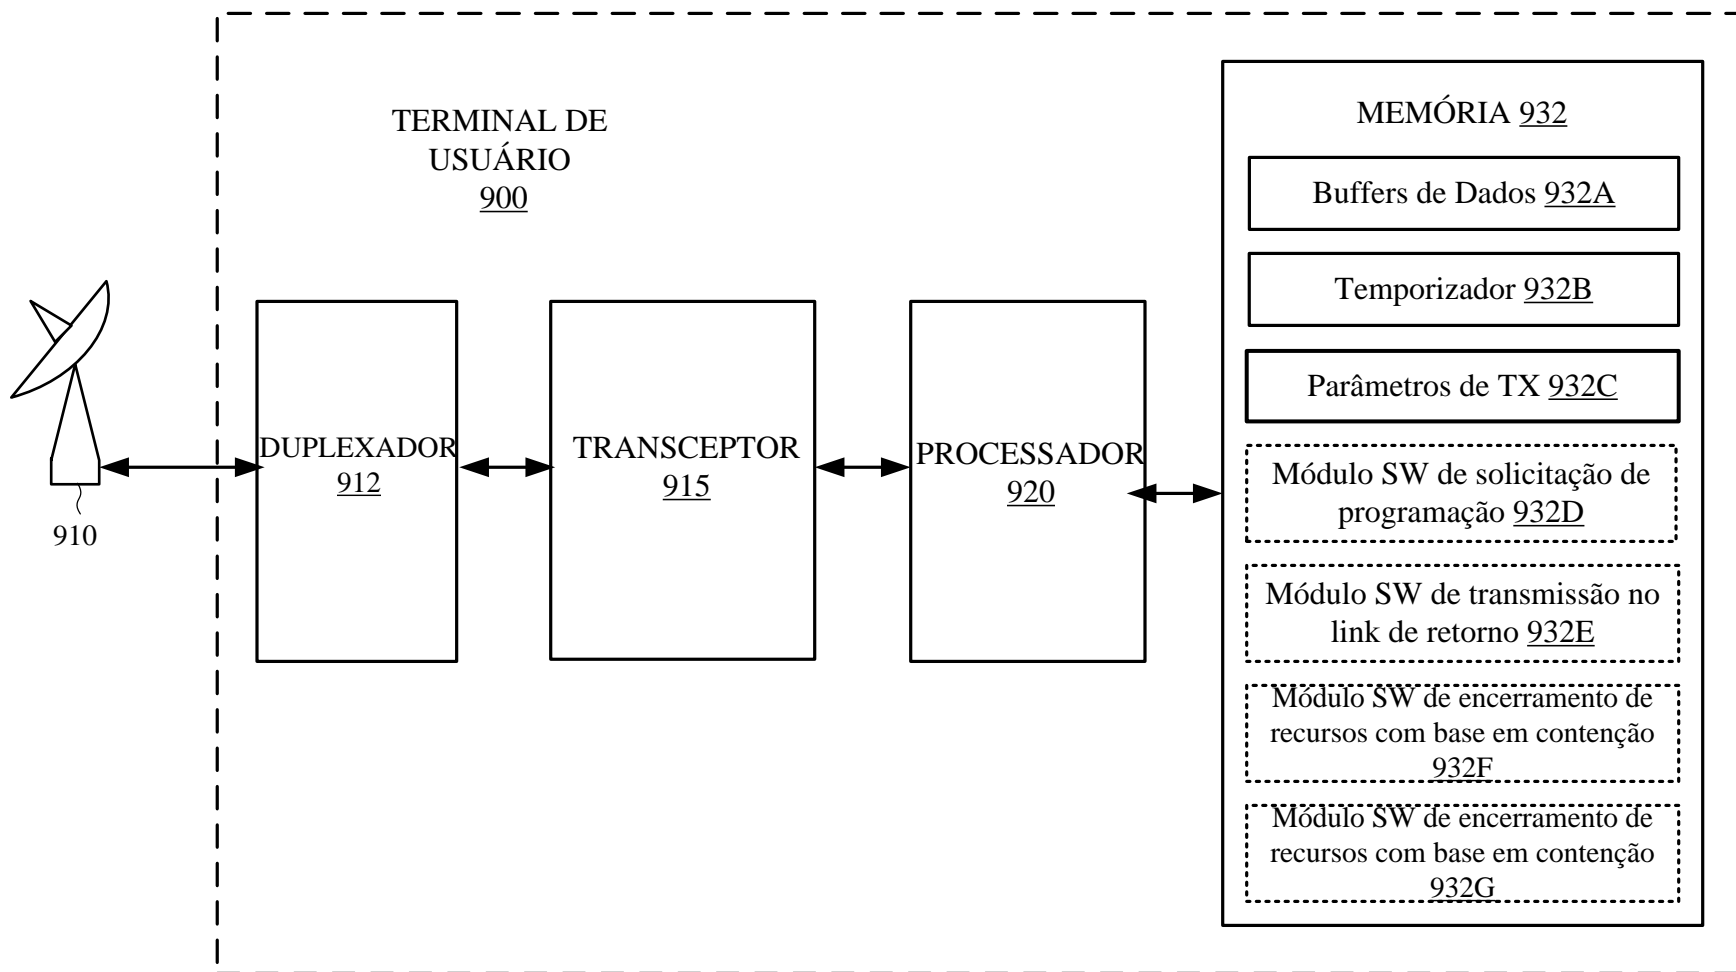 TERMINAL DE
USUÁRIO
900
910
DUPLEXADOR
912
TRANSCEPTOR
915
PROCESSADOR
920
MEMÓRIA 932
Buffers de Dados 932A
Temporizador 932B
Parâmetros de TX 932C
Módulo SW de solicitação de
programação 932D
Módulo SW de transmissão no
link de retorno 932E
Módulo SW de encerramento de
recursos com base em contenção
932F
Módulo SW de encerramento de
recursos com base em contenção
932G